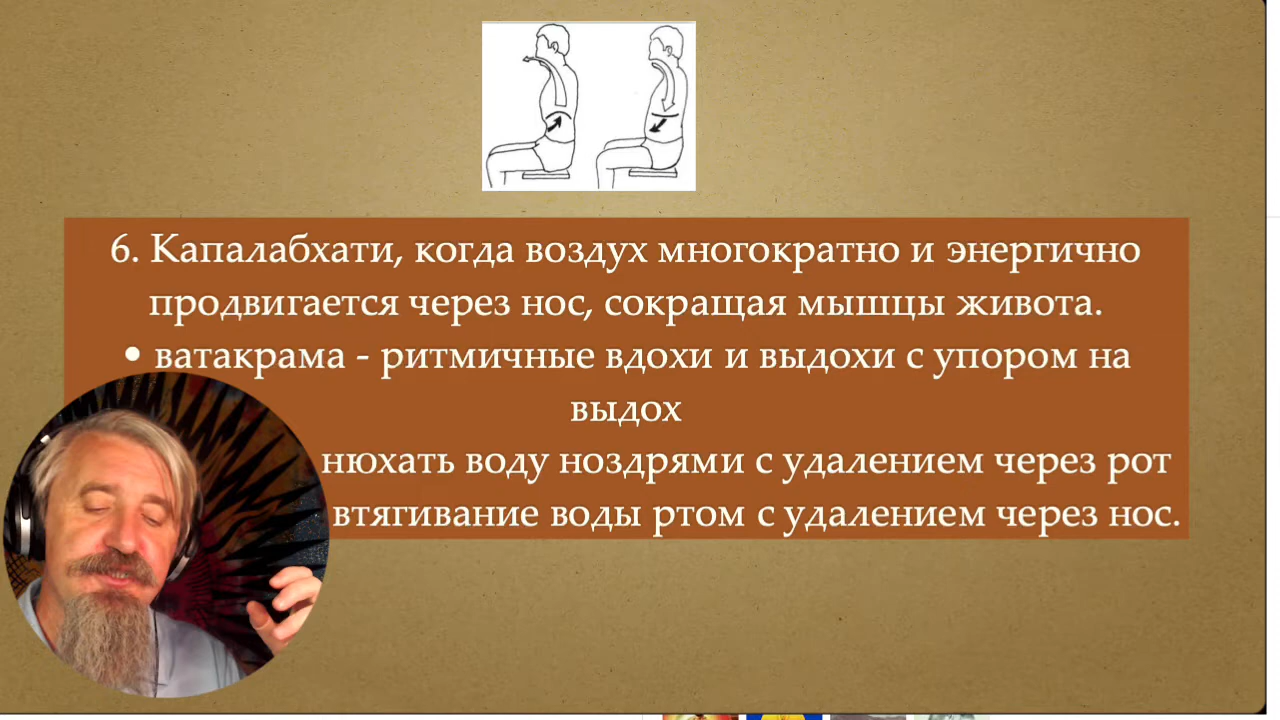 6. Капалабхати, когда воздух многократно и энергично
продвигается через нос, сокращая мышцы живота.
• ватакрама - ритмичные вдохи и выдохи с упором на
выдох
нюхать воду ноздрями с удалением через рот
втягивание воды ртом с удалением через нос.